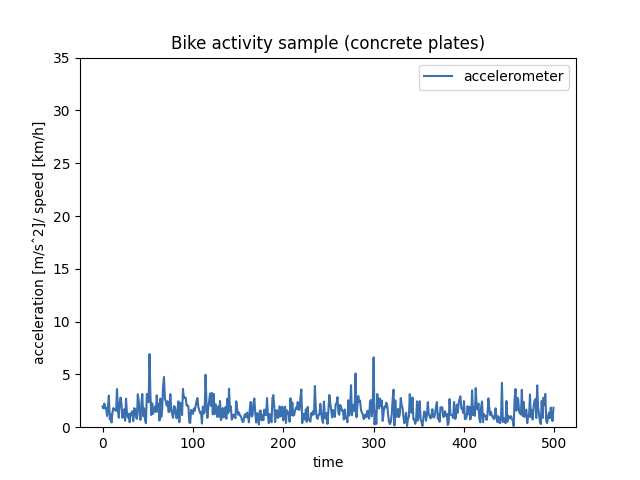 Bike activity sample (concrete plates)
accelerometer
35
30
25
20
15
10
5
0
acceleration [m/sˆ2]/ speed [km/h]
0 100 200 300 400 500
time